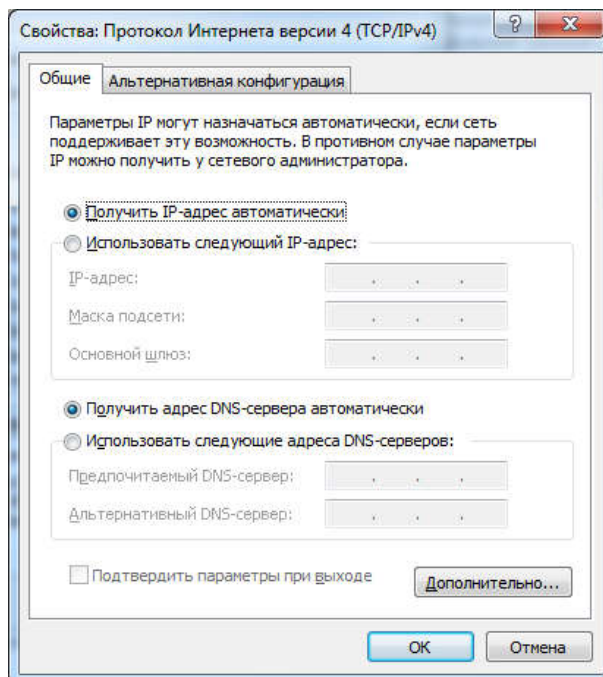 Свойства: Протокол Интернета версии 4 (TCP/IPv4)
Общие
Альтернативная конфигурация
Параметры IP могут назначаться автоматически, если сеть
поддерживает эту возможность. В противном случае параметры
IP можно получить у сетевого администратора.
Получить IP-адрес автоматически
Использовать следующий IP-адрес:
IP-адрес:
Маска подсети:
Основной шлюз:
Получить адрес DNS-сервера автоматически
Использовать следующие адреса DNS-серверов:
Предпочитаемый DNS-сервер:
Альтернативный DNS-сервер:
Подтвердить параметры при выходе
Дополнительно...
ОК
Отмена